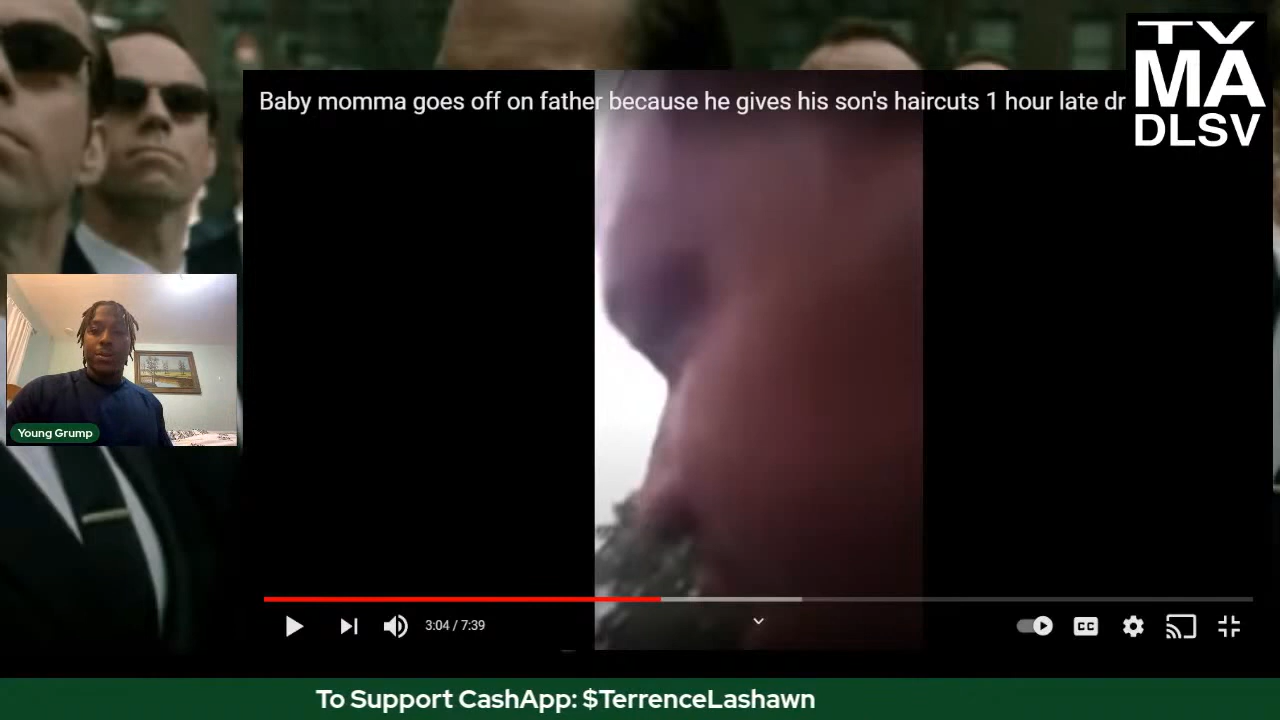 TV
MA
DLSV
Baby momma goes off on father because he gives his son's haircuts 1 hour late dr
Young Grump
3:04 / 7:39
CC
To Support CashApp: $TerrenceLashawn